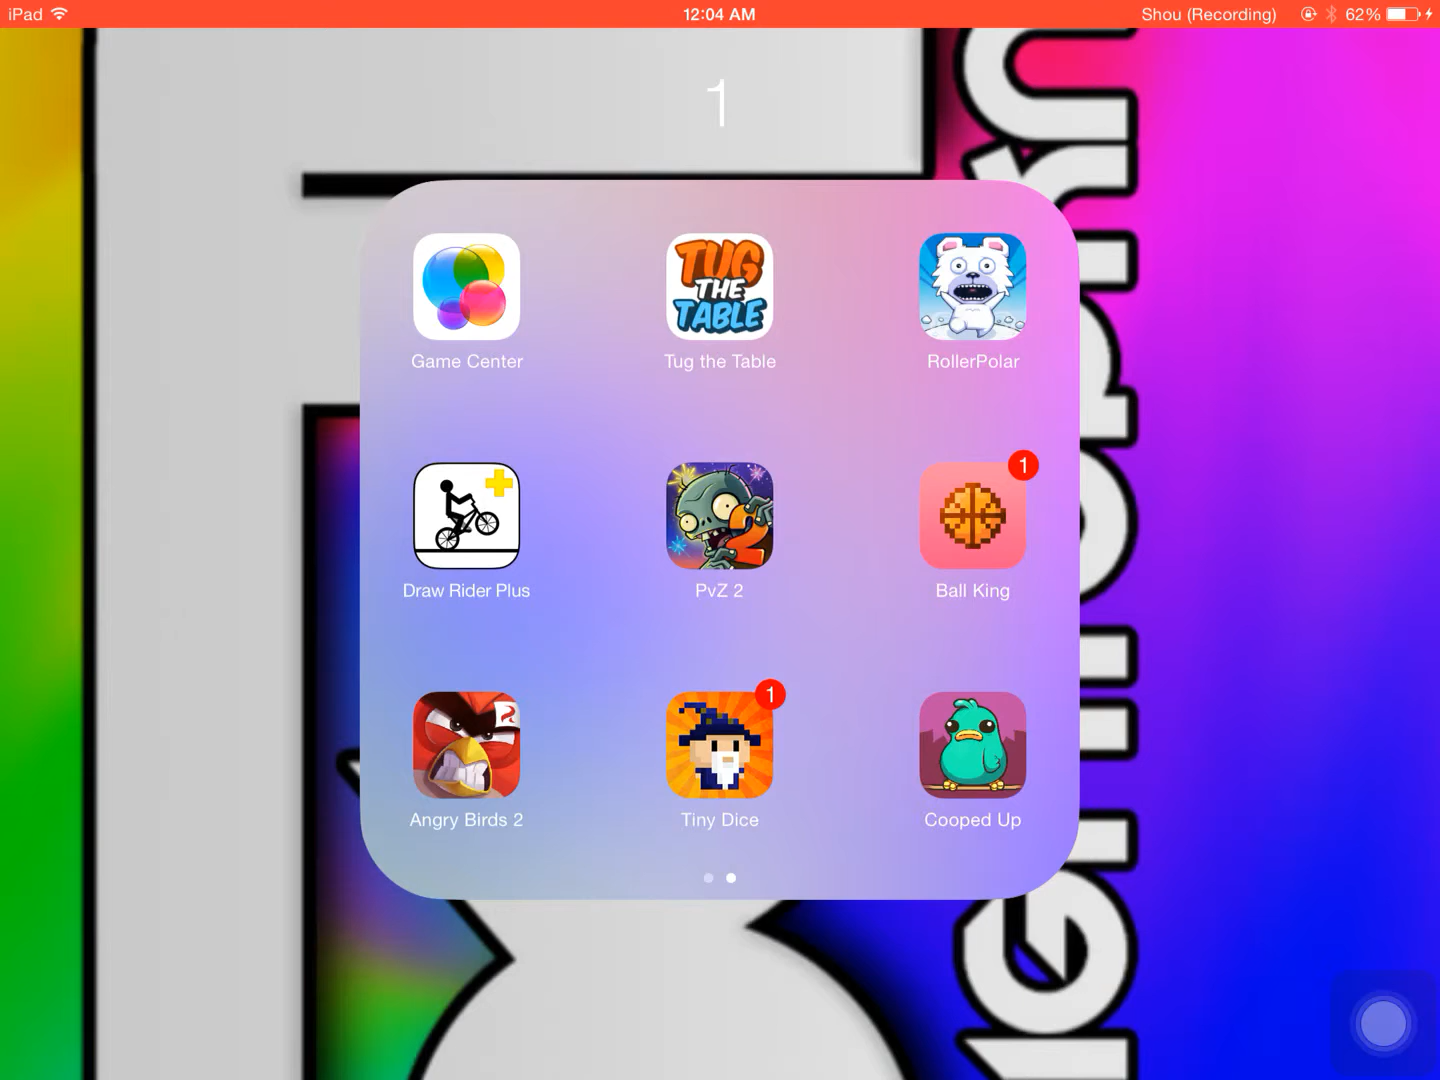 iPad 12:04 AM Shou (Recording) 62%
1
TUG
THE
TABLE
Game Center Tug the Table RollerPolar
1
2
Draw Rider Plus PvZ 2 Ball King
1
Angry Birds 2 Tiny Dice Cooped Up